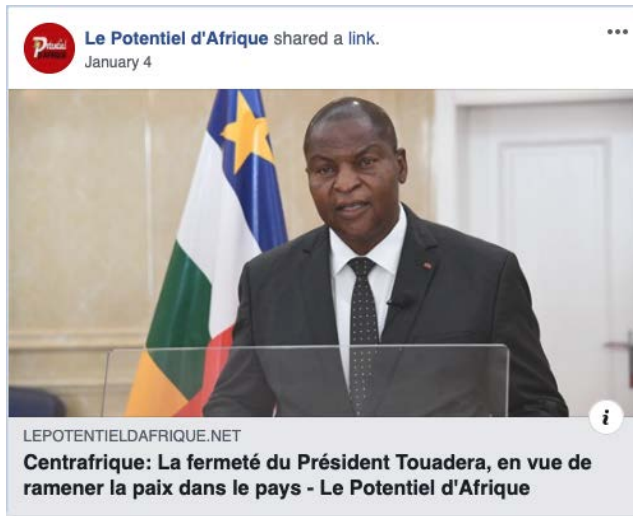 Le Potentiel d'Afrique shared a link.
January 4
LEPOTENTIELDAFRIQUE.NET
Centrafrique: La fermeté du Président Touadera, en vue de
ramener la paix dans le pays - Le Potentiel d'Afrique